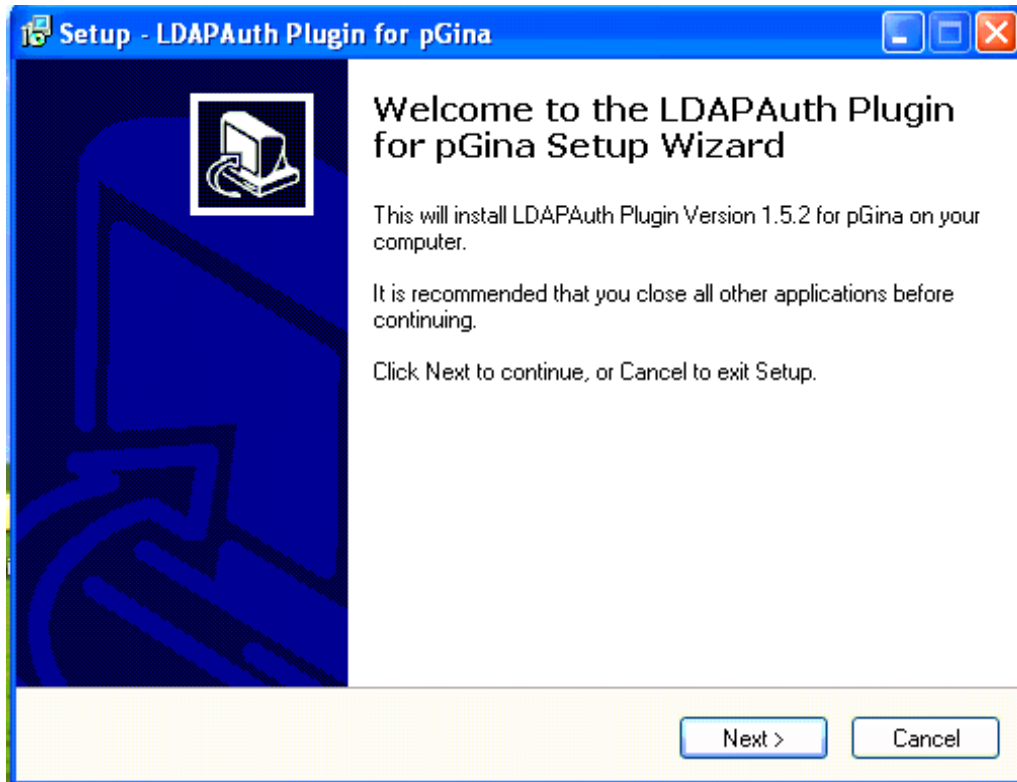 Setup - LDAPAuth Plugin for pGina
Welcome to the LDAPAuth Plugin
for pGina Setup Wizard
This will install LDAPAuth Plugin Version 1.5.2 for pGina on your
computer.
It is recommended that you close all other applications before
continuing.
Click Next to continue, or Cancel to exit Setup.
Next >
Cancel